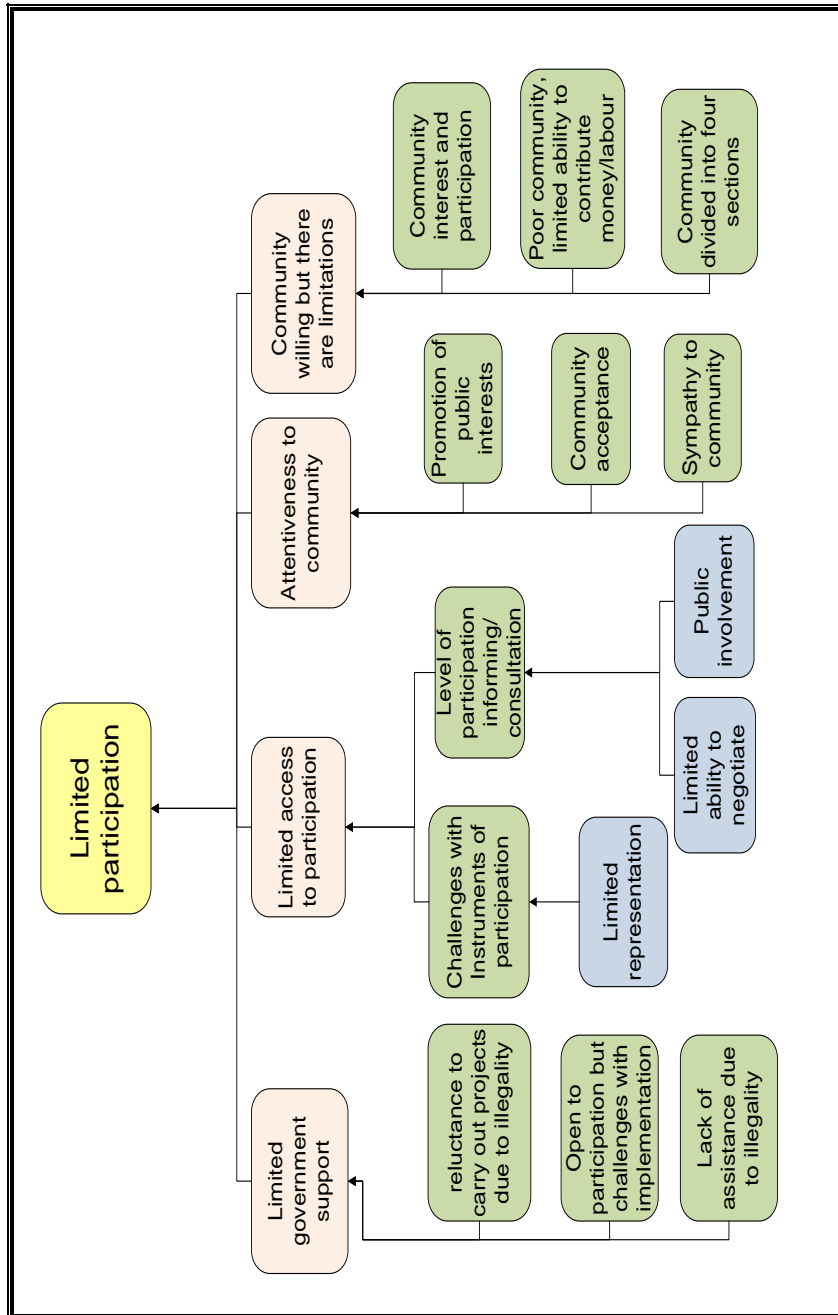 Limited
participation
Limited
government
support
Limited access
to participation
Attentiveness to
community
Community
willing but there
are limitations
reluctance to
carry out projects
due to illegality
Open to
participation but
challenges with
implementation
Lack of
assistance due
to illegality
Challenges with
Instruments of
participation
Limited
representation
Level of
participation
informing/
consultation
Limited
ability to
negotiate
Public
involvement
Promotion of
public
interests
Community
acceptance
Sympathy to
community
Community
interest and
participation
Poor community,
limited ability to
contribute
money/labour
Community
divided into four
sections